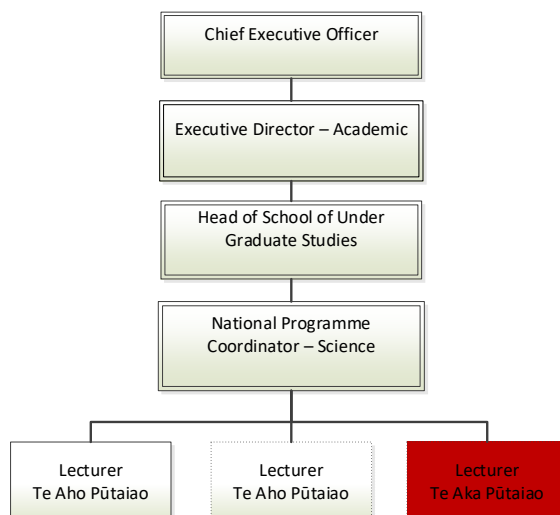 Chief Executive Officer
Executive Director – Academic
Head of School of Under
Graduate Studies
National Programme
Coordinator – Science
Lecturer
Te Aho Pūtaiao
Lecturer
Te Aho Pūtaiao
Lecturer
Te Aka Pūtaiao